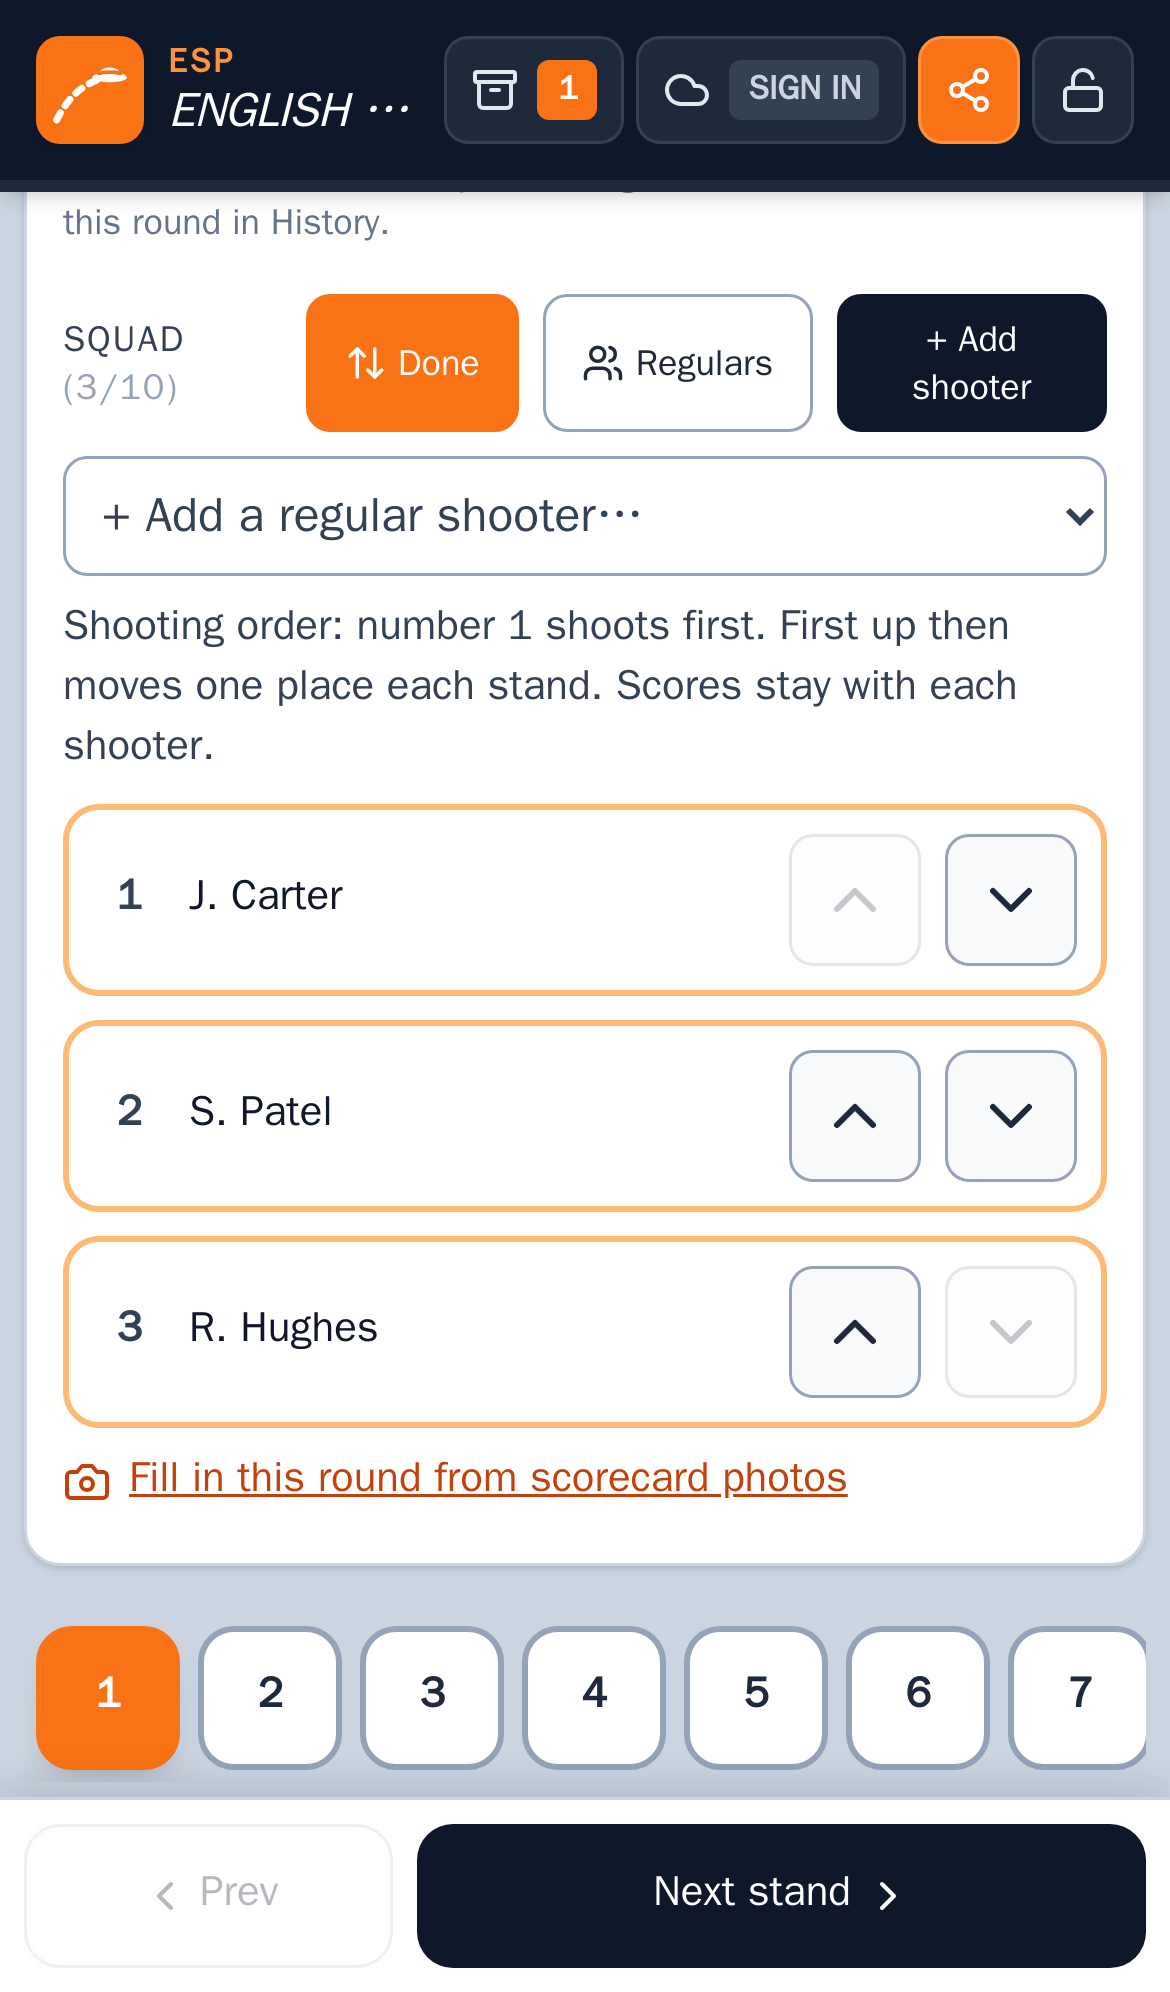 ESP
ENGLISH ...
1
SIGN IN
this round in History.
SQUAD
(3/10)
Done
Regulars
+ Add
shooter
+ Add a regular shooter...
Shooting order: number 1 shoots first. First up then
moves one place each stand. Scores stay with each
shooter.
1 J. Carter
2 S. Patel
3 R. Hughes
Fill in this round from scorecard photos
1 2 3 4 5 6 7
Prev
Next stand